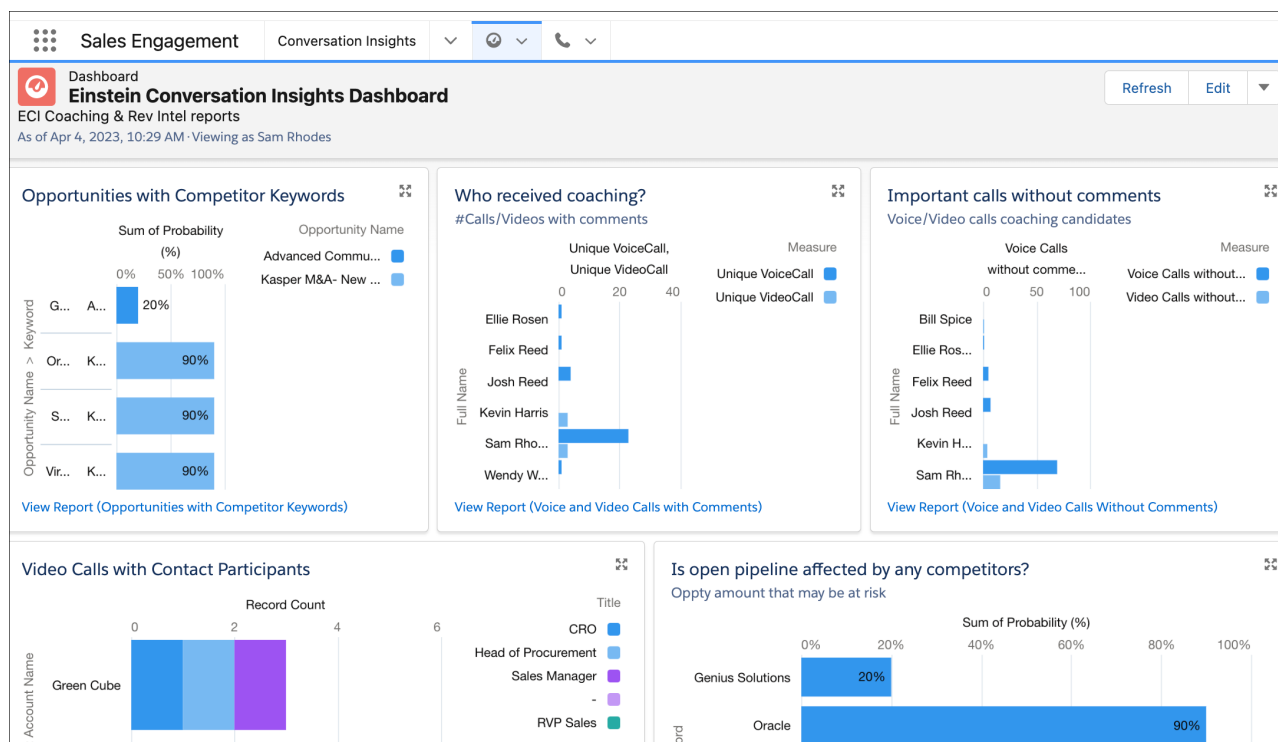 Sales Engagement
Conversation Insights
Dashboard
Einstein Conversation Insights Dashboard
ECI Coaching & Rev Intel reports
As of Apr 4, 2023, 10:29 AM·Viewing as Sam Rhodes
Refresh
Edit
Opportunities with Competitor Keywords
Sum of Probability
(%)
0% 50% 100%
Opportunity Name
Advanced Commu...
Kasper M&A- New ...
Opportunity Name > Keyword
G... A... 20%
Or... K... 90%
S... K... 90%
Vir... K... 90%
View Report (Opportunities with Competitor Keywords)
Who received coaching?
#Calls/Videos with comments
Unique VoiceCall,
Unique VideoCall
0 20 40
Measure
Unique VoiceCall
Unique VideoCall
Full Name
Ellie Rosen
Felix Reed
Josh Reed
Kevin Harris
Sam Rho...
Wendy W...
View Report (Voice and Video Calls with Comments)
Important calls without comments
Voice/Video calls coaching candidates
Voice Calls
without comme...
0 50 100
Measure
Voice Calls without...
Video Calls without...
Full Name
Bill Spice
Ellie Ros...
Felix Reed
Josh Reed
Kevin H...
Sam Rh...
View Report (Voice and Video Calls Without Comments)
Video Calls with Contact Participants
Record Count
0 2 4 6
Title
CRO
Head of Procurement
Sales Manager
-
RVP Sales
Account Name
Green Cube
Is open pipeline affected by any competitors?
Oppty amount that may be at risk
Sum of Probability (%)
0% 20% 40% 60% 80% 100%
Genius Solutions 20%
Oracle 90%